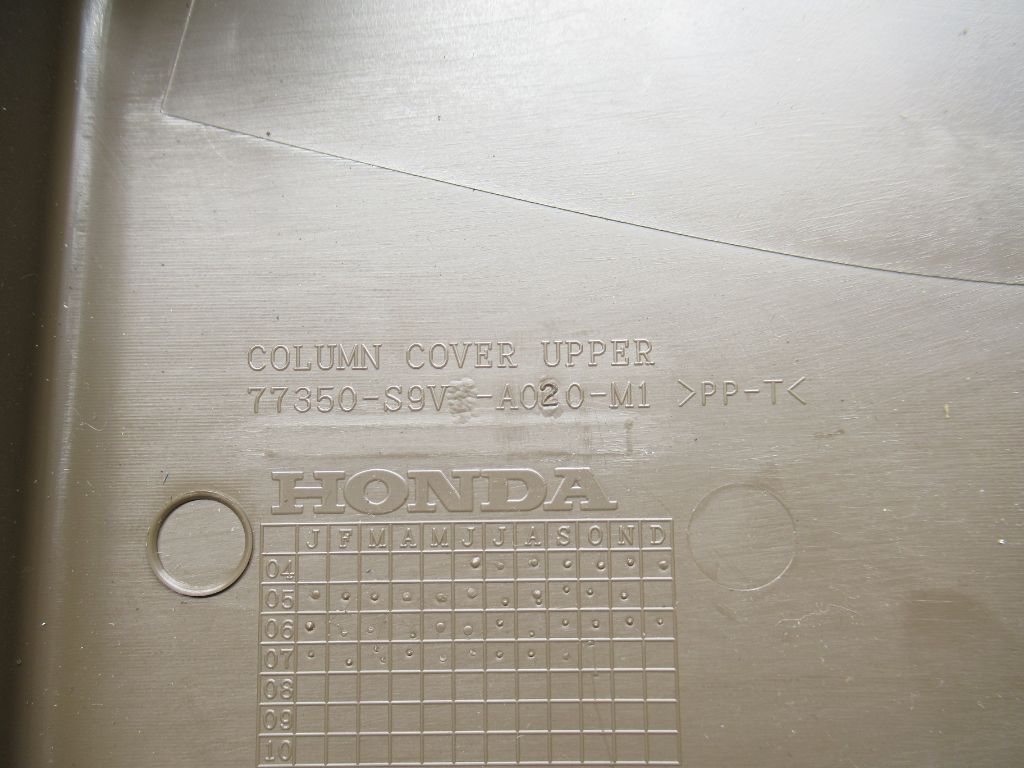 COLUMN COVER UPPER
77350-S9V -A020-M1 >PP-T<
HONDA
J F M A M J J A S O N D
04
05
06
07
08
09
10